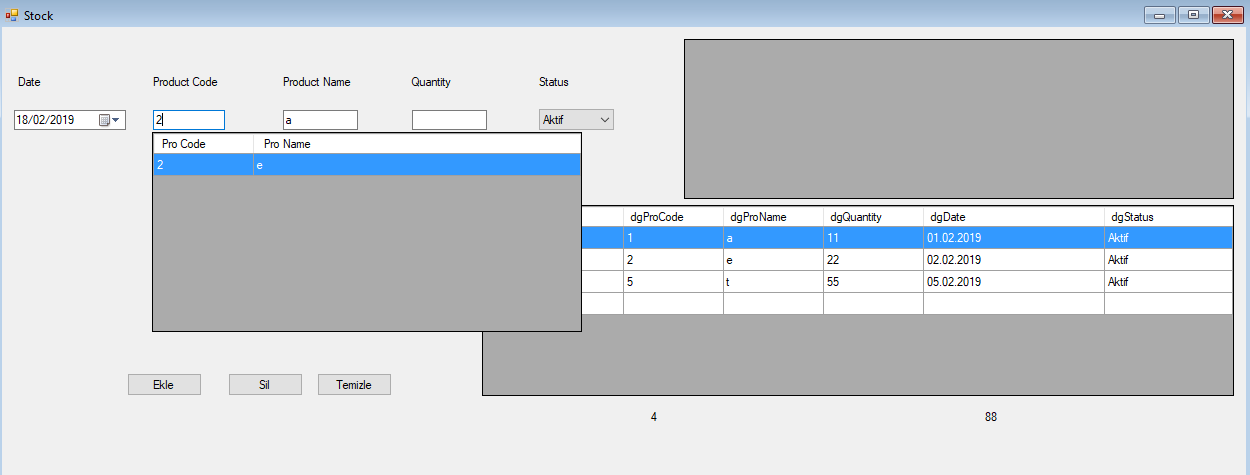 Stock
Date Product Code Product Name Quantity Status
18/02/2019 2 a Aktif
Pro Code Pro Name
2 e
dgProCode dgProName dgQuantity dgDate dgStatus
1 a 11 01.02.2019 Aktif
2 e 22 02.02.2019 Aktif
5 t 55 05.02.2019 Aktif
Ekle Sil Temizle
4 88